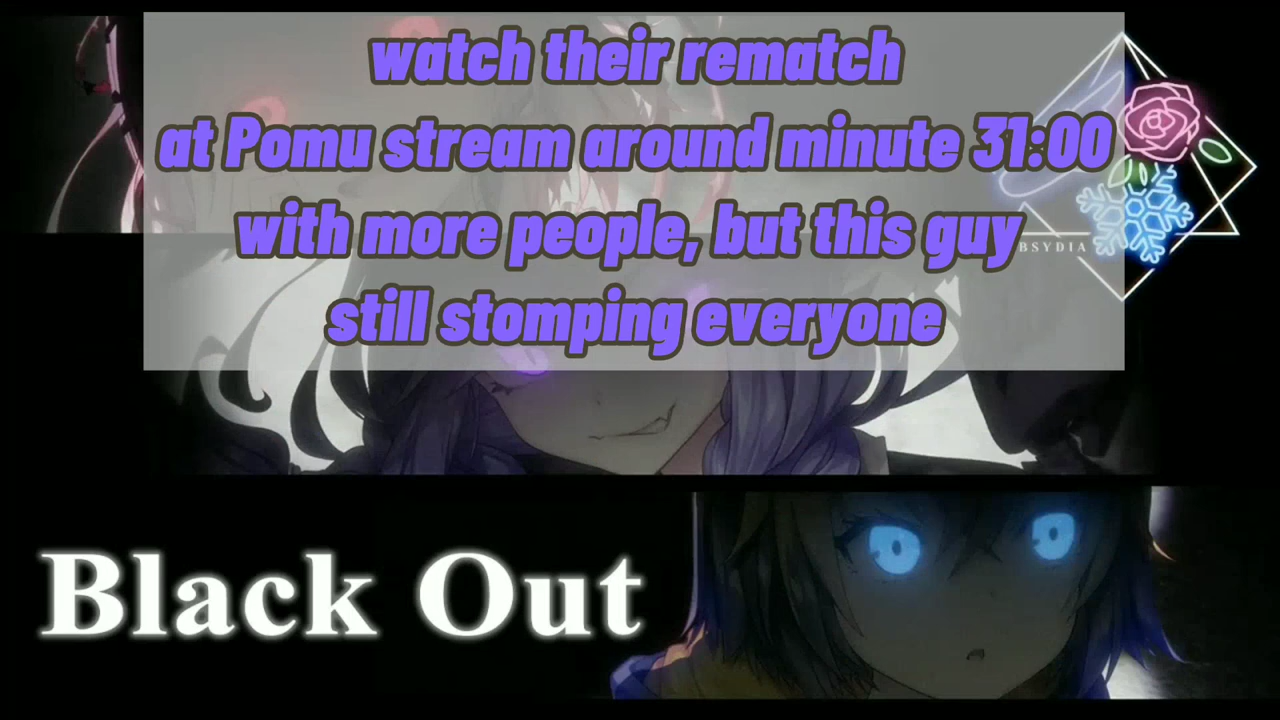 watch their rematch
at Pomu stream around minute 31:00
with more people, but this guy
still stomping everyone
BSYDIA
Black Out